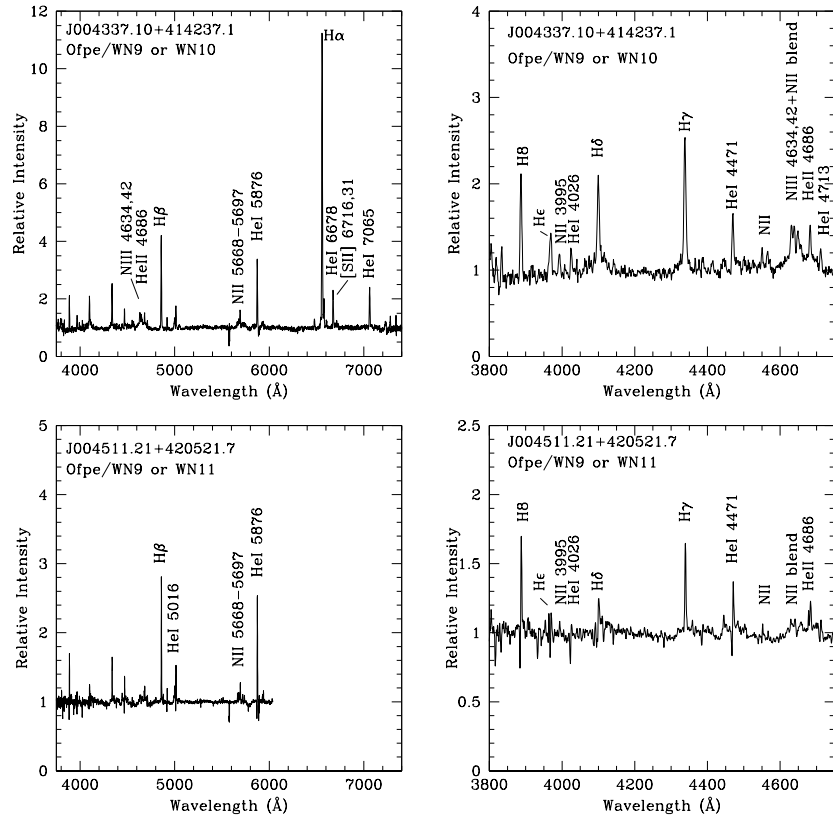 J004337.10+414237.1
Ofpe/WN9 or WN10
Hα
NIII 4634,42
HeII 4686
Hβ
NII 5668−5697
HeI 5876
HeI 6678
[SII] 6716,31
HeI 7065
Relative Intensity
0
2
4
6
8
10
12
4000
5000
6000
7000
Wavelength (Å)
J004337.10+414237.1
Ofpe/WN9 or WN10
H8
Hϵ
NII 3995
HeI 4026
Hδ
Hγ
HeI 4471
NII
NIII 4634,42+NII blend
HeII 4686
HeI 4713
Relative Intensity
0
1
2
3
4
3800
4000
4200
4400
4600
Wavelength (Å)
J004511.21+420521.7
Ofpe/WN9 or WN11
Hβ
HeI 5016
NII 5668−5697
HeI 5876
Relative Intensity
0
1
2
3
4
5
4000
5000
6000
7000
Wavelength (Å)
J004511.21+420521.7
Ofpe/WN9 or WN11
H8
Hϵ
NII 3995
HeI 4026
Hδ
Hγ
HeI 4471
NII
NII blend
HeII 4686
Relative Intensity
0
0.5
1
1.5
2
2.5
3800
4000
4200
4400
4600
Wavelength (Å)